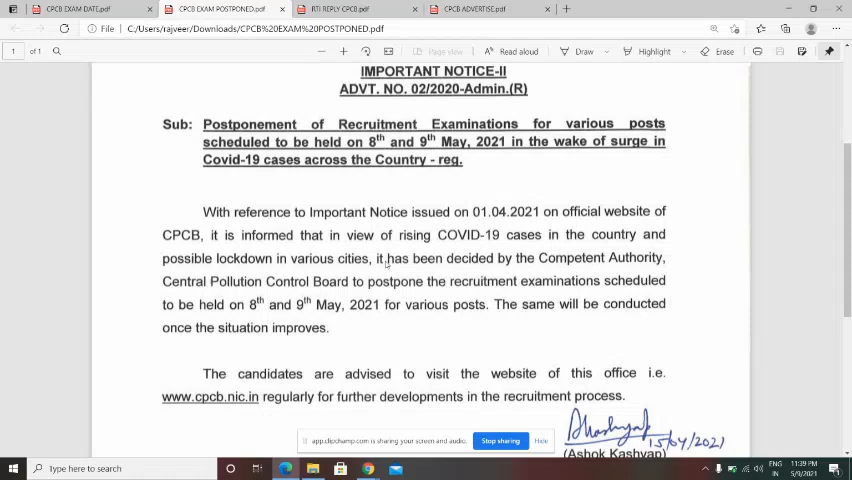 CPCB EXAM DATE.pdf
CPCB EXAM POSTPONED.pdf
RTI REPLY CPCB.pdf
CPCB ADVERTISE.pdf
File | C:/Users/rajveer/Downloads/CPCB%20EXAM%20POSTPONED.pdf
1 of 1 Page view Read aloud Draw Highlight Erase
IMPORTANT NOTICE-II
ADVT. NO. 02/2020-Admin.(R)
Sub: Postponement of Recruitment Examinations for various posts
scheduled to be held on 8th and 9th May, 2021 in the wake of surge in
Covid-19 cases across the Country - reg.
With reference to Important Notice issued on 01.04.2021 on official website of
CPCB, it is informed that in view of rising COVID-19 cases in the country and
possible lockdown in various cities, it has been decided by the Competent Authority,
Central Pollution Control Board to postpone the recruitment examinations scheduled
to be held on 8th and 9th May, 2021 for various posts. The same will be conducted
once the situation improves.
The candidates are advised to visit the website of this office i.e.
www.cpcb.nic.in regularly for further developments in the recruitment process.
AKashyap
15/04/2021
(Ashok Kashyap)
app.clipchamp.com is sharing your screen and audio. Stop sharing Hide
Type here to search
ENG
IN
11:39 PM
5/9/2021